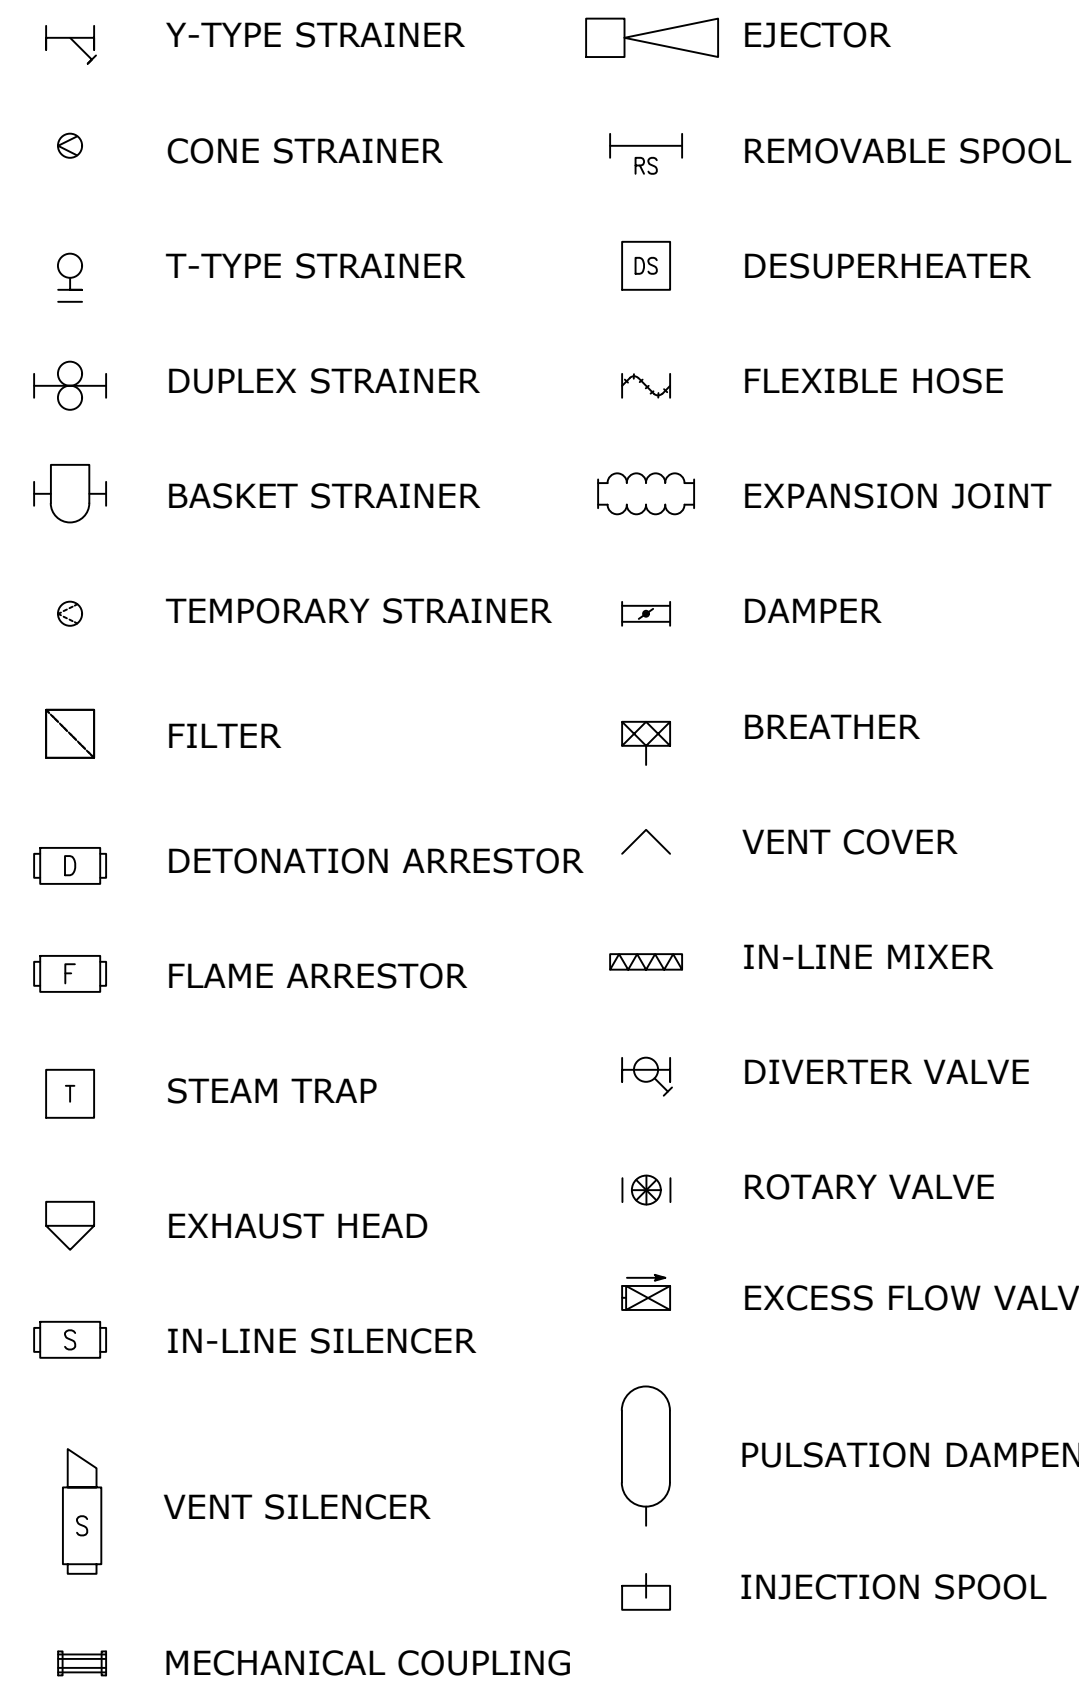 Y-TYPE STRAINER
CONE STRAINER
T-TYPE STRAINER
DUPLEX STRAINER
BASKET STRAINER
TEMPORARY STRAINER
FILTER
D DETONATION ARRESTOR
F FLAME ARRESTOR
T STEAM TRAP
EXHAUST HEAD
S IN-LINE SILENCER
S VENT SILENCER
MECHANICAL COUPLING
EJECTOR
REMOVABLE SPOOL
RS
DS DESUPERHEATER
FLEXIBLE HOSE
EXPANSION JOINT
DAMPER
BREATHER
VENT COVER
IN-LINE MIXER
DIVERTER VALVE
ROTARY VALVE
EXCESS FLOW VALV
PULSATION DAMPEN
INJECTION SPOOL